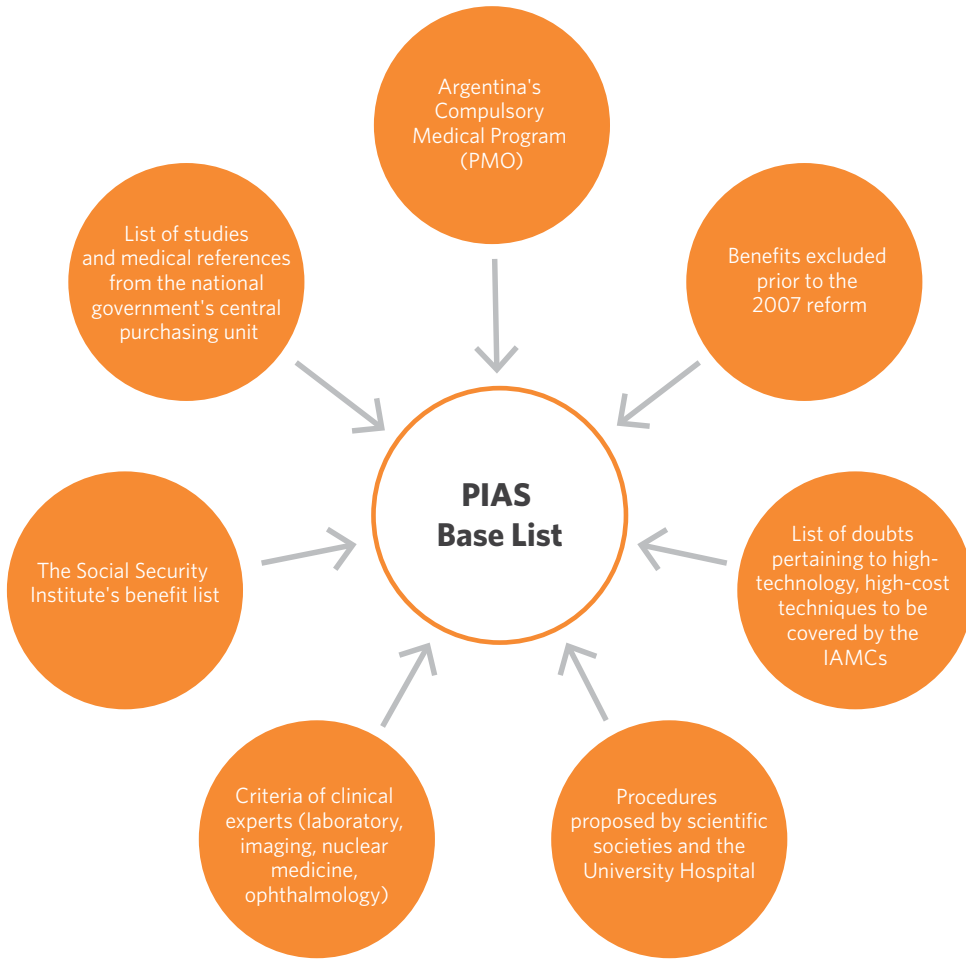 Argentina's
Compulsory
Medical Program
(PMO)
List of studies
and medical references
from the national
government's central
purchasing unit
Benefits excluded
prior to the
2007 reform
PIAS
Base List
The Social Security
Institute's benefit list
List of doubts
pertaining to high-
technology, high-cost
techniques to be
covered by the
IAMCs
Criteria of clinical
experts (laboratory,
imaging, nuclear
medicine,
ophthalmology)
Procedures
proposed by scientific
societies and the
University Hospital